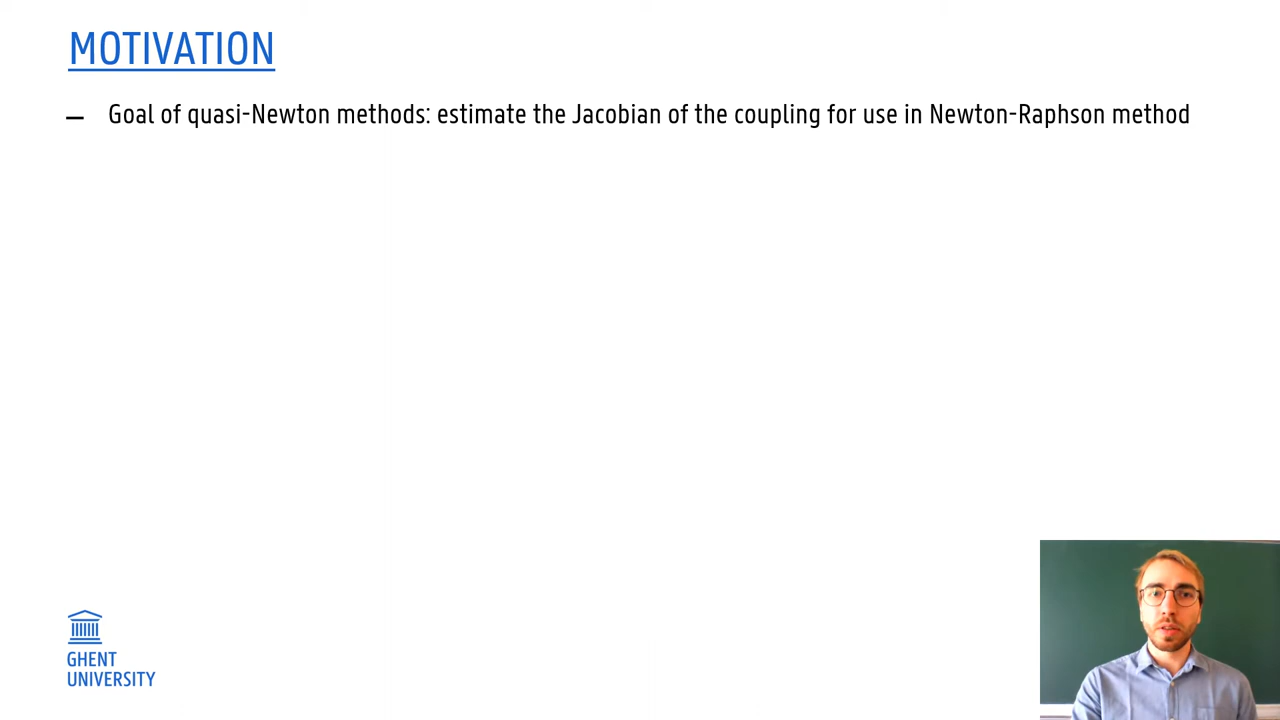 MOTIVATION
– Goal of quasi-Newton methods: estimate the Jacobian of the coupling for use in Newton-Raphson method
GHENT
UNIVERSITY